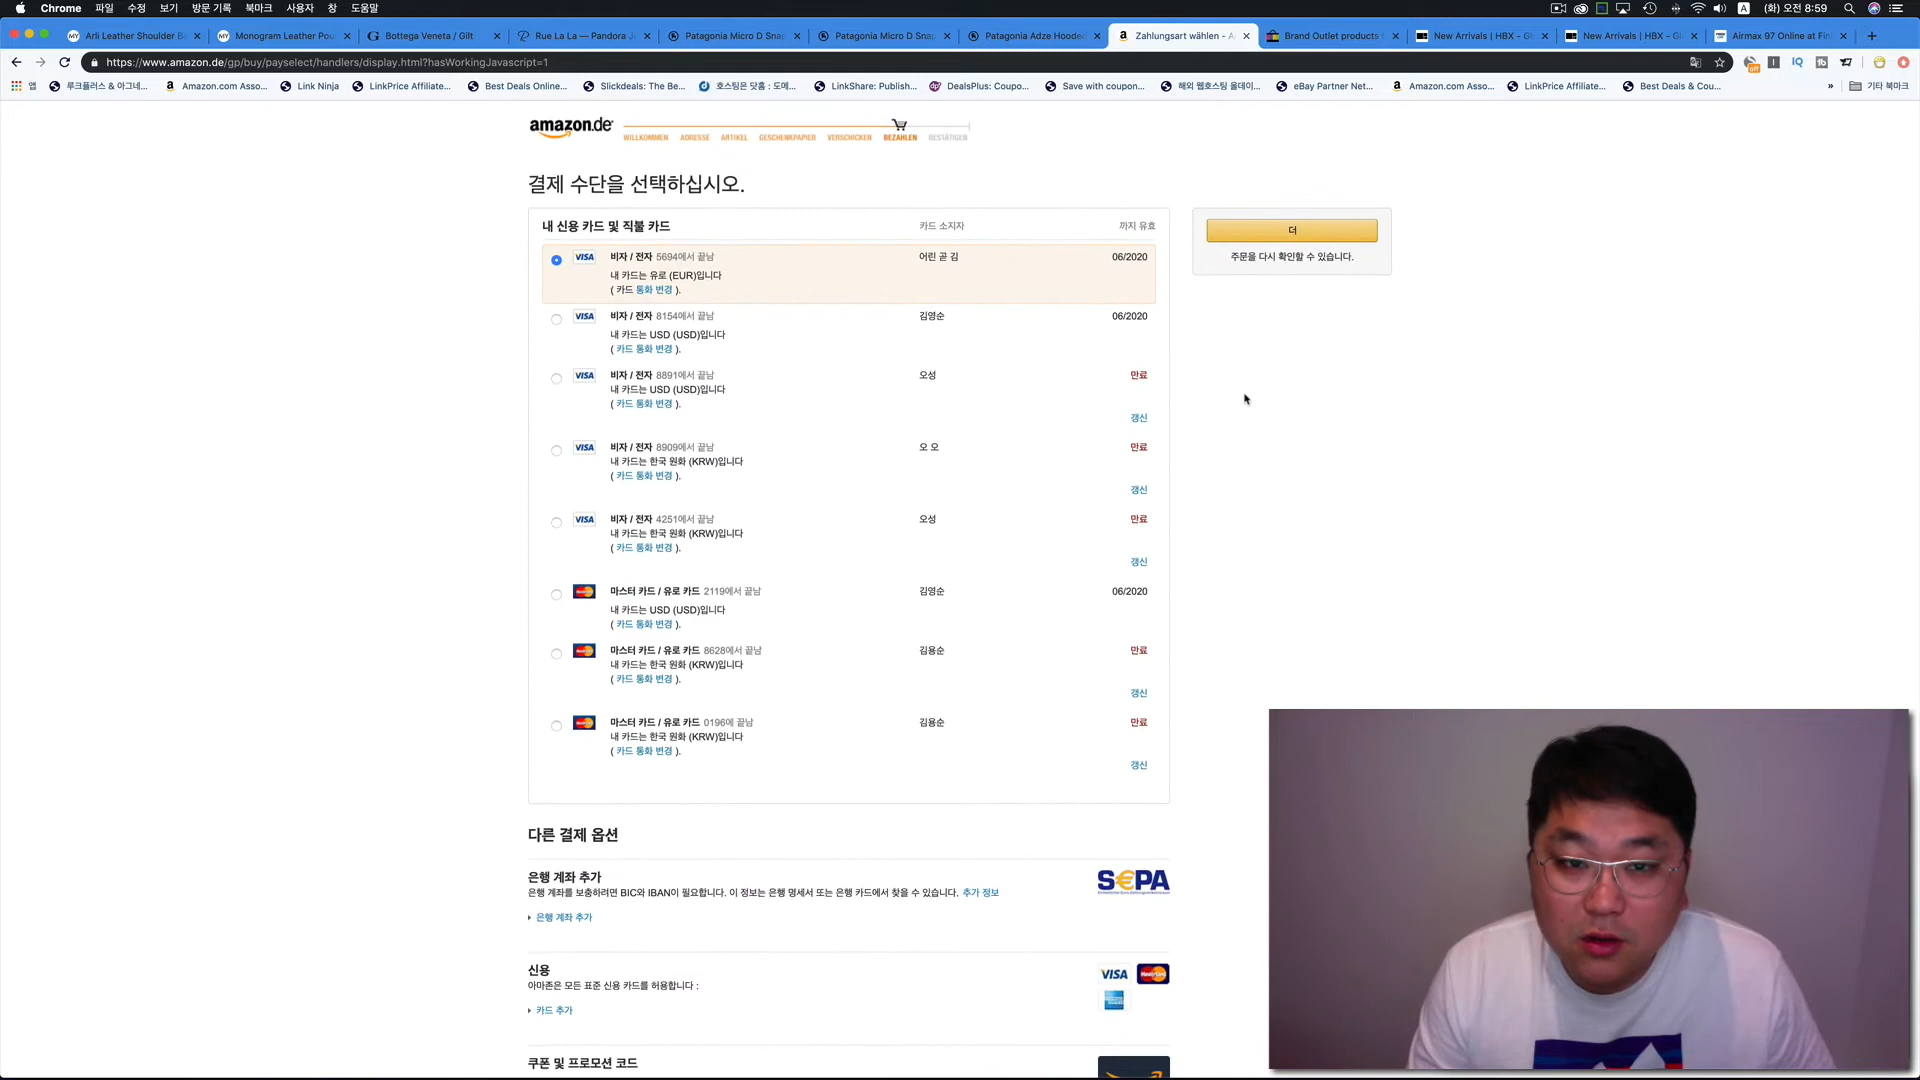 Chrome 파일 수정 보기 방문 기록 북마크 사용자 창 도움말 A (화) 오전 8:59
Arli Leather Shoulder B Monogram Leather Pou Bottega Veneta / Gilt Rue La La — Pandora J Patagonia Micro D Snap Patagonia Micro D Snap Patagonia Adze Hooded Zahlungsart wählen - A Brand Outlet products New Arrivals | HBX - Gl New Arrivals | HBX - Gl Airmax 97 Online at Fin
https://www.amazon.de/gp/buy/payselect/handlers/display.html?hasWorkingJavascript=1
앱 루크플러스 & 아그네... Amazon.com Asso... Link Ninja LinkPrice Affiliate... Best Deals Online... Slickdeals: The Be... 호스팅은 닷홈 : 도메... LinkShare: Publish... DealsPlus: Coupo... Save with coupon... 해외 웹호스팅 올데이... eBay Partner Net... Amazon.com Asso... LinkPrice Affiliate... Best Deals & Cou... » 기타 북마크
amazon.de
WILLKOMMEN ADRESSE ARTIKEL GESCHENKPAPIER VERSCHICKEN BEZAHLEN BESTÄTIGEN
결제 수단을 선택하십시오.
내 신용 카드 및 직불 카드 카드 소지자 까지 유효
더
주문을 다시 확인할 수 있습니다.
VISA 비자 / 전자 5694에서 끝남 어린 곧 김 06/2020
내 카드는 유로 (EUR)입니다
( 카드 통화 변경 ).
VISA 비자 / 전자 8154에서 끝남 김영순 06/2020
내 카드는 USD (USD)입니다
( 카드 통화 변경 ).
VISA 비자 / 전자 8891에서 끝남 오성 만료
내 카드는 USD (USD)입니다
( 카드 통화 변경 ).
갱신
VISA 비자 / 전자 8909에서 끝남 오 오 만료
내 카드는 한국 원화 (KRW)입니다
( 카드 통화 변경 ).
갱신
VISA 비자 / 전자 4251에서 끝남 오성 만료
내 카드는 한국 원화 (KRW)입니다
( 카드 통화 변경 ).
갱신
마스터 카드 / 유로 카드 2119에서 끝남 김영순 06/2020
내 카드는 USD (USD)입니다
( 카드 통화 변경 ).
마스터 카드 / 유로 카드 8628에서 끝남 김용순 만료
내 카드는 한국 원화 (KRW)입니다
( 카드 통화 변경 ).
갱신
마스터 카드 / 유로 카드 0196에 끝남 김용순 만료
내 카드는 한국 원화 (KRW)입니다
( 카드 통화 변경 ).
갱신
다른 결제 옵션
은행 계좌 추가
S€PA
은행 계좌를 보충하려면 BIC와 IBAN이 필요합니다. 이 정보는 은행 명세서 또는 은행 카드에서 찾을 수 있습니다. 추가 정보
은행 계좌 추가
신용
VISA MasterCard
아마존은 모든 표준 신용 카드를 허용합니다 :
카드 추가
쿠폰 및 프로모션 코드